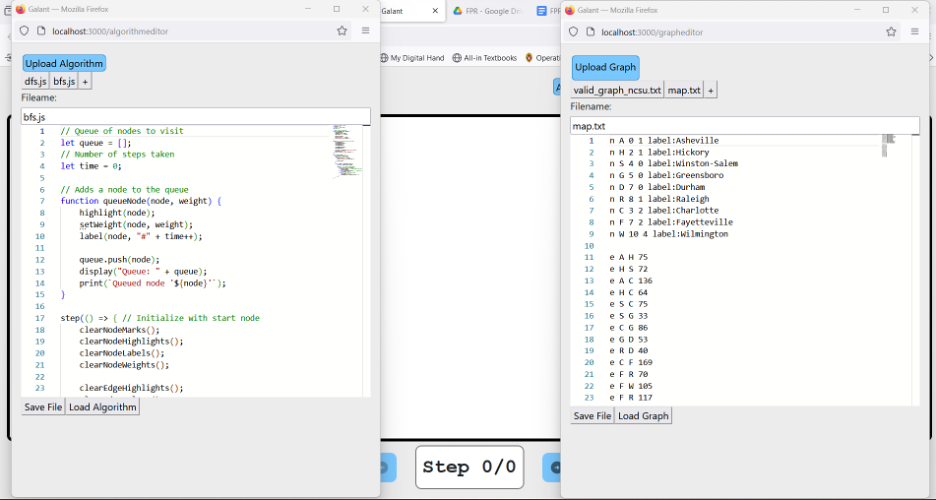 Galant — Mozilla Firefox
localhost:3000/algorithmeditor
Upload Algorithm
dfs.js bfs.js +
Fileame:
bfs.js
1 // Queue of nodes to visit
2 let queue = [];
3 // Number of steps taken
4 let time = 0;
5
6 // Adds a node to the queue
7 function queueNode(node, weight) {
8 highlight(node);
9 setWeight(node, weight);
10 label(node, "#" + time++);
11
12 queue.push(node);
13 display("Queue: " + queue);
14 print(`Queued node '${node}'`);
15 }
16
17 step(() => { // Initialize with start node
18 clearNodeMarks();
19 clearNodeHighlights();
20 clearNodeLabels();
21 clearNodeWeights();
22
23 clearEdgeHighlights();
Save File Load Algorithm
Galant
FPR - Google Dri
FPR
My Digital Hand
All-in Textbooks
Operati
Step 0/0
Galant — Mozilla Firefox
localhost:3000/grapheditor
Upload Graph
valid_graph_ncsu.txt map.txt +
Filename:
map.txt
1 n A 0 1 label:Asheville
2 n H 2 1 label:Hickory
3 n S 4 0 label:Winston-Salem
4 n G 5 0 label:Greensboro
5 n D 7 0 label:Durham
6 n R 8 1 label:Raleigh
7 n C 3 2 label:Charlotte
8 n F 7 2 label:Fayetteville
9 n W 10 4 label:Wilmington
10
11 e A H 75
12 e H S 72
13 e A C 136
14 e H C 64
15 e S C 75
16 e S G 33
17 e C G 86
18 e G D 53
19 e R D 40
20 e C F 169
21 e F R 70
22 e F W 105
23 e F R 117
Save File Load Graph